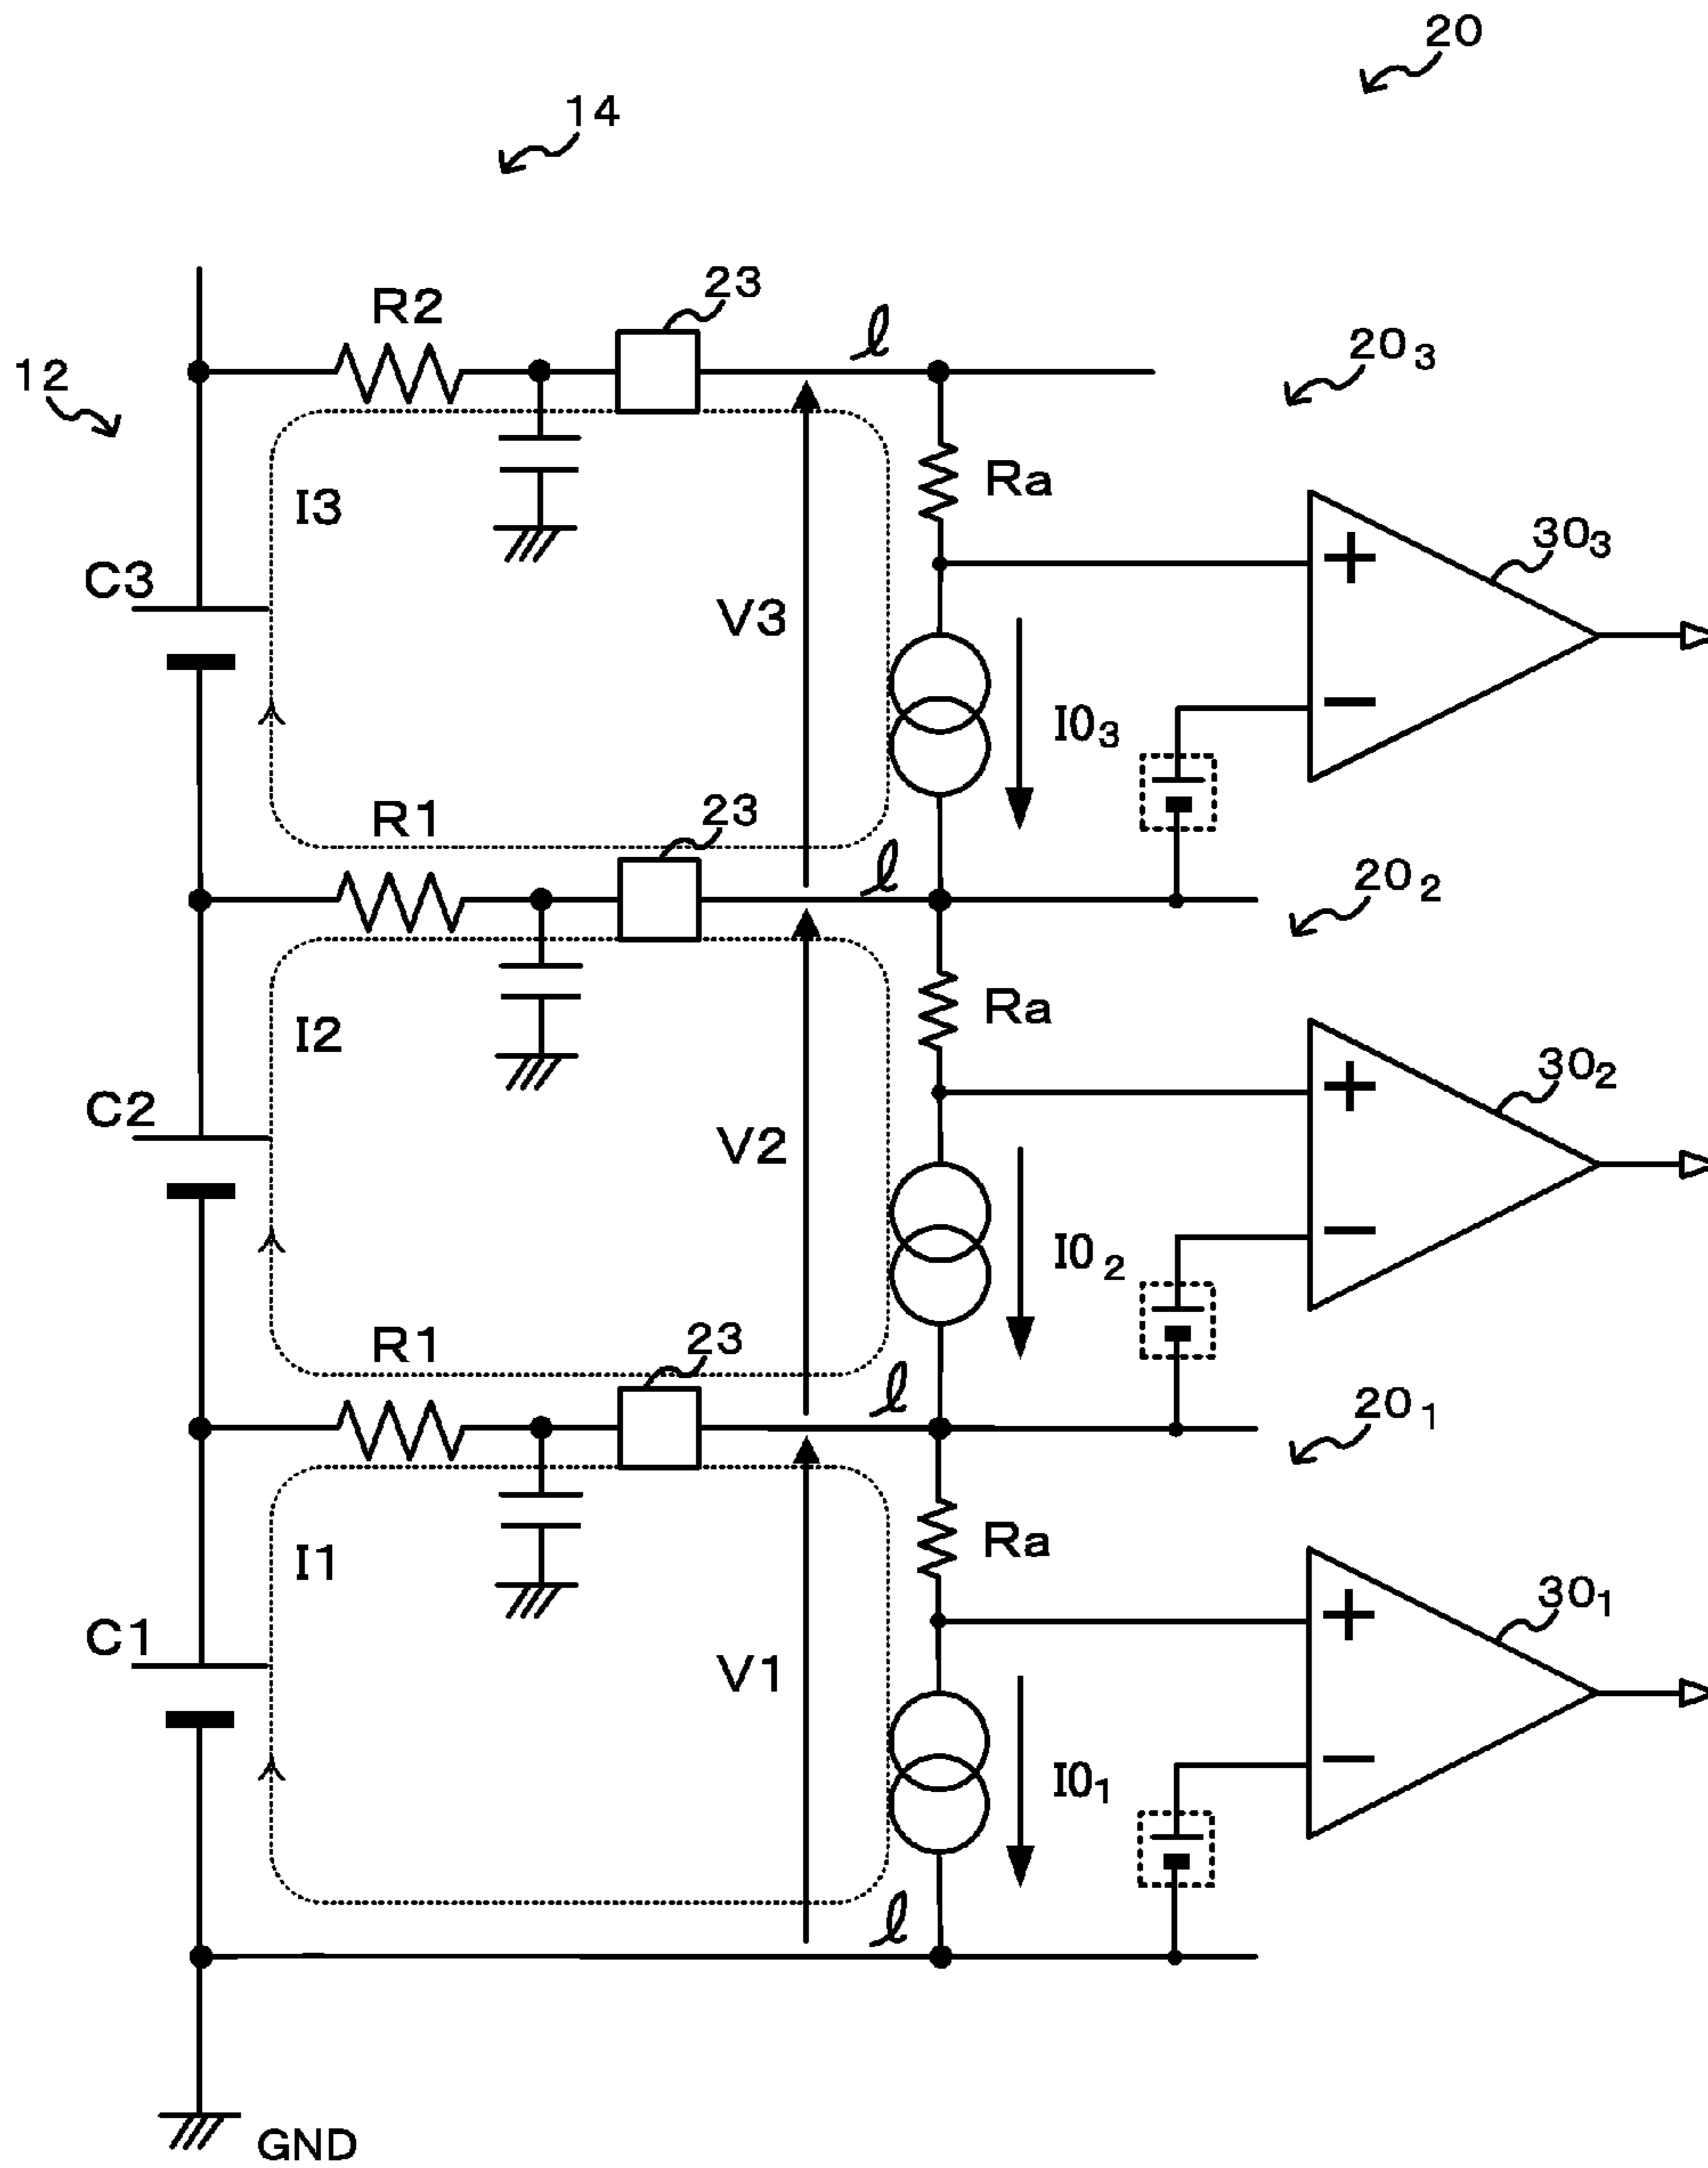 20
14
23
R2
ℓ
20₃
12
Ra
I3
30₃
C3
+
V3
−
I0₃
R1
23
ℓ
20₂
Ra
I2
30₂
C2
+
V2
−
I0₂
R1
23
ℓ
20₁
Ra
I1
30₁
C1
+
V1
−
I0₁
ℓ
GND